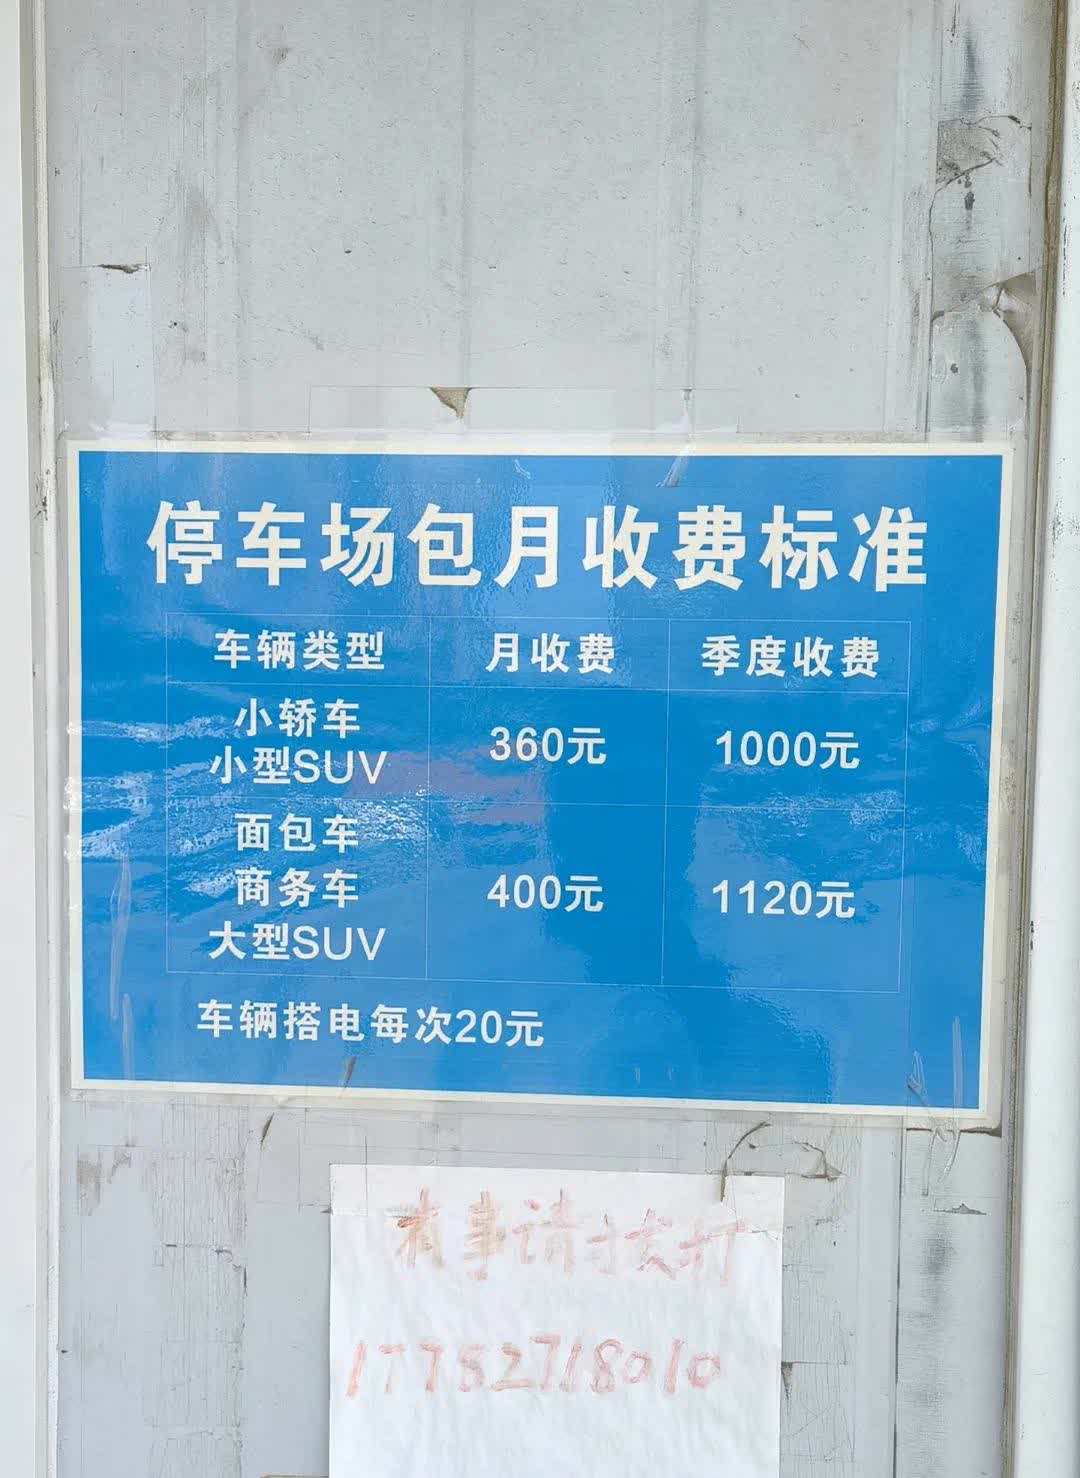 停车场包月收费标准
车辆类型 月收费 季度收费
小轿车
小型SUV 360元 1000元
面包车
商务车 400元 1120元
大型SUV
车辆搭电每次20元
有事请拨打
17752718010